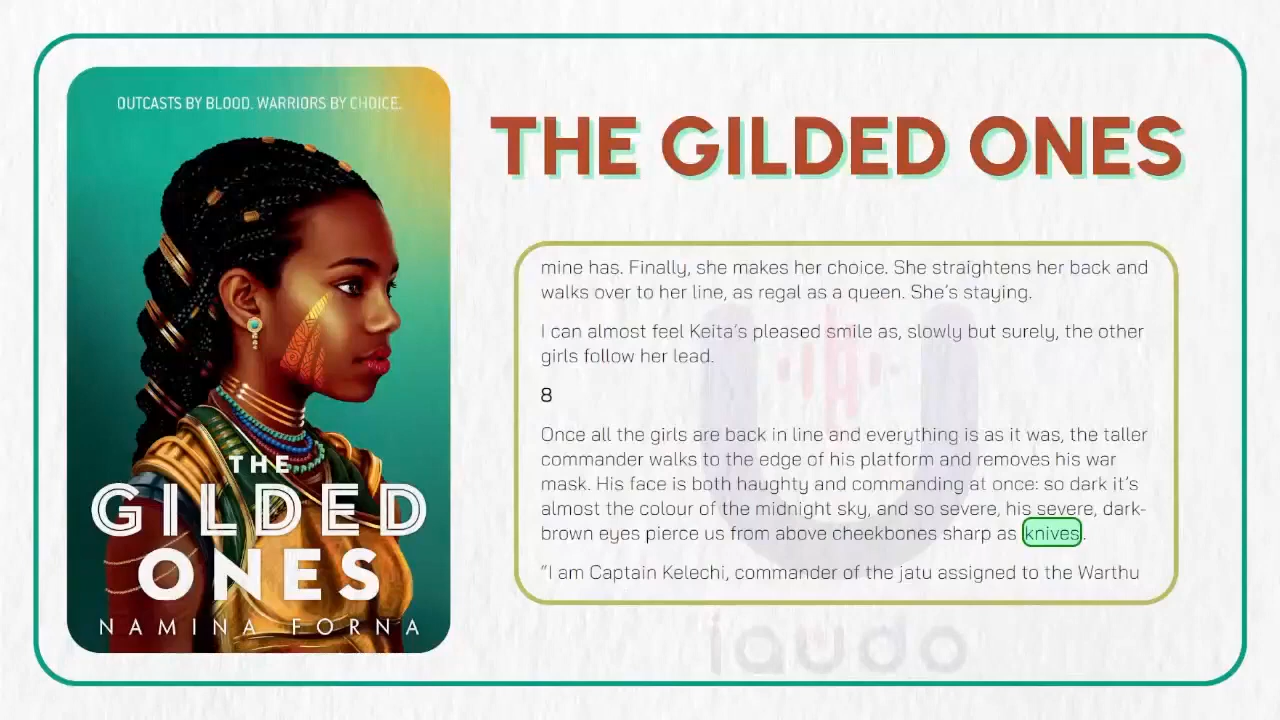 OUTCASTS BY BLOOD. WARRIORS BY CHOICE.
THE
GILDED
ONES
NAMINA FORNA
THE GILDED ONES
mine has. Finally, she makes her choice. She straightens her back and
walks over to her line, as regal as a queen. She's staying.
I can almost feel Keita's pleased smile as, slowly but surely, the other
girls follow her lead.
8
Once all the girls are back in line and everything is as it was, the taller
commander walks to the edge of his platform and removes his war
mask. His face is both haughty and commanding at once: so dark it's
almost the colour of the midnight sky, and so severe, his severe, dark-
brown eyes pierce us from above cheekbones sharp as knives.
"I am Captain Kelechi, commander of the jatu assigned to the Warthu
iaudo